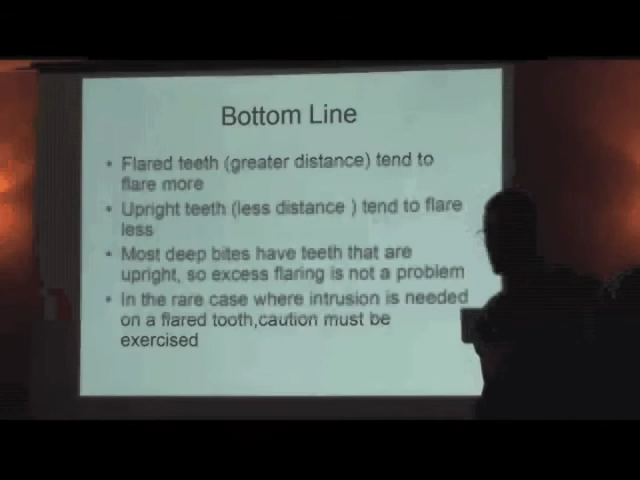 Bottom Line
• Flared teeth (greater distance) tend to
flare more
• Upright teeth (less distance ) tend to flare
less
• Most deep bites have teeth that are
upright, so excess flaring is not a problem
• In the rare case where intrusion is needed
on a flared tooth,caution must be
exercised